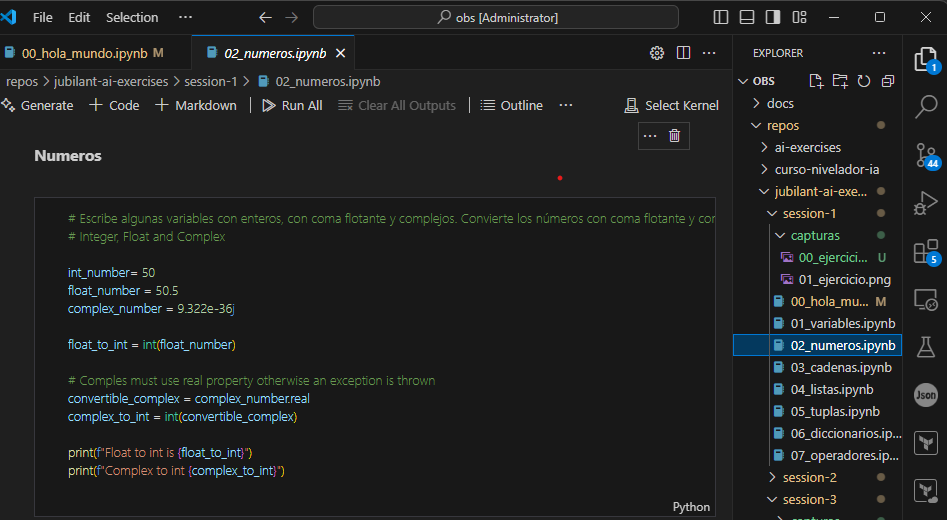 File Edit Selection ··· obs [Administrator]
00_hola_mundo.ipynb M 02_numeros.ipynb
repos > jubilant-ai-exercises > session-1 > 02_numeros.ipynb
Generate + Code + Markdown Run All Clear All Outputs Outline ··· Select Kernel
Numeros
# Escribe algunas variables con enteros, con coma flotante y complejos. Convierte los números con coma flotante y cor
# Integer, Float and Complex
int_number= 50
float_number = 50.5
complex_number = 9.322e-36j
float_to_int = int(float_number)
# Comples must use real property otherwise an exception is thrown
convertible_complex = complex_number.real
complex_to_int = int(convertible_complex)
print(f"Float to int is {float_to_int}")
print(f"Complex to int {complex_to_int}")
Python
EXPLORER ···
OBS
docs
repos
ai-exercises
curso-nivelador-ia
jubilant-ai-exe...
session-1
capturas
00_ejercici... U
01_ejercicio.png
00_hola_mu... M
01_variables.ipynb
02_numeros.ipynb
03_cadenas.ipynb
04_listas.ipynb
05_tuplas.ipynb
06_diccionarios.ip...
07_operadores.ip...
session-2
session-3
1
44
5
Json